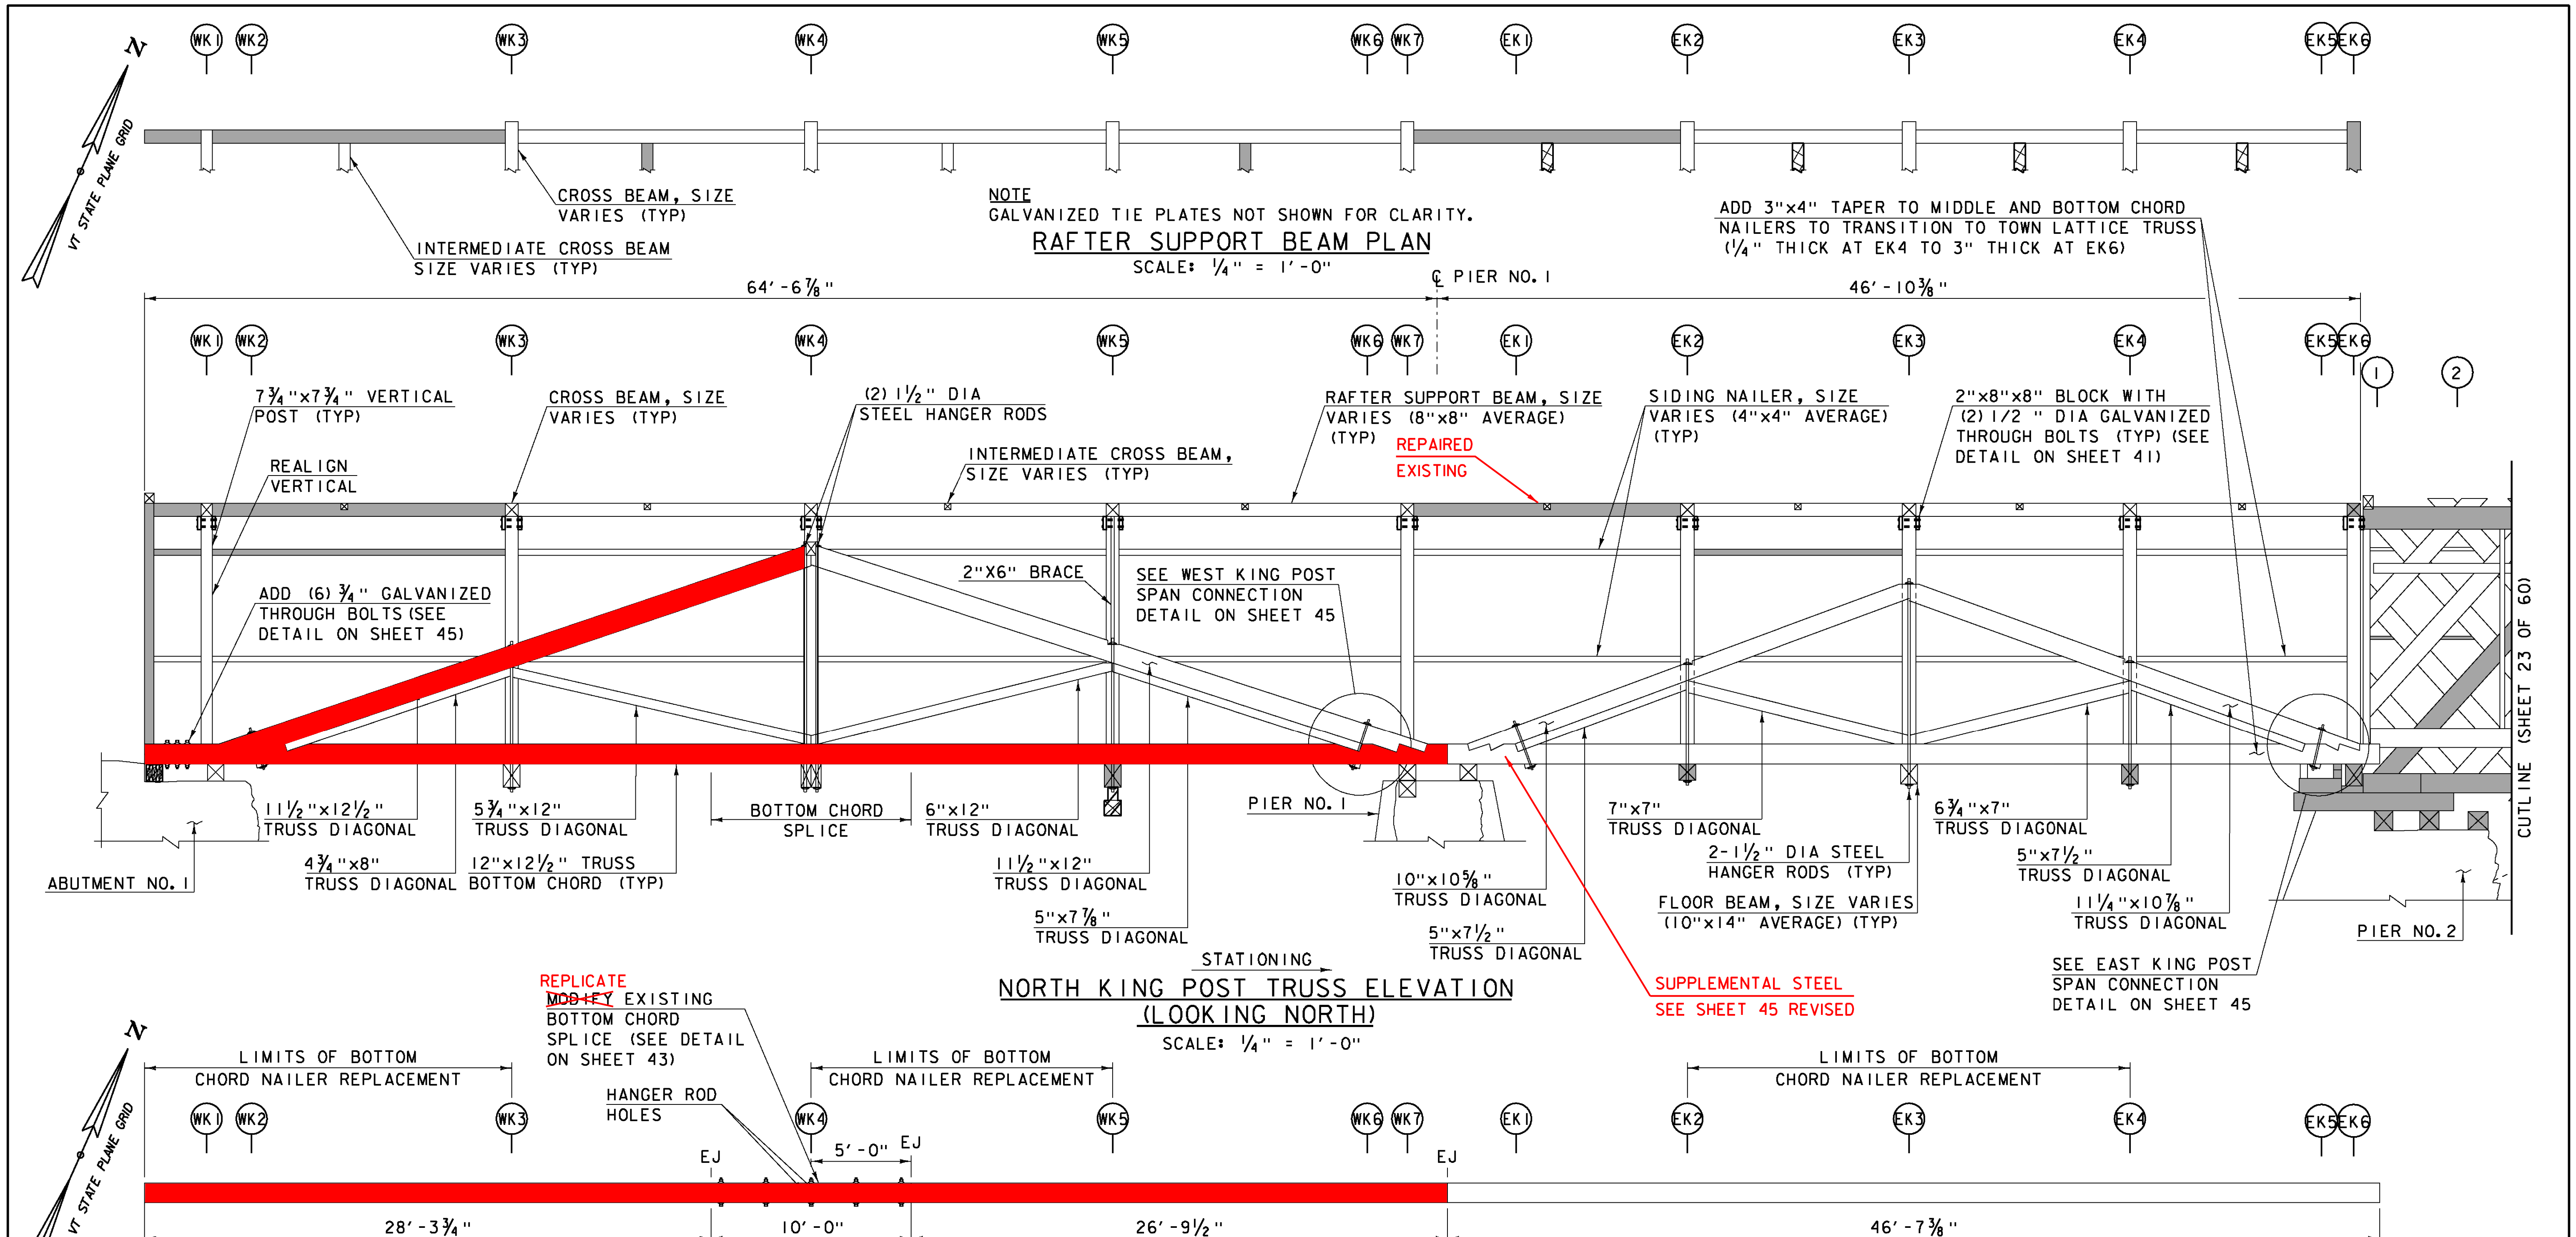 N
VT STATE PLANE GRID
WK1 WK2 WK3 WK4 WK5 WK6 WK7 EK1 EK2 EK3 EK4 EK5 EK6
CROSS BEAM, SIZE
VARIES (TYP)
INTERMEDIATE CROSS BEAM
SIZE VARIES (TYP)
NOTE
GALVANIZED TIE PLATES NOT SHOWN FOR CLARITY.
RAFTER SUPPORT BEAM PLAN
SCALE: 1/4" = 1'-0"
ADD 3"x4" TAPER TO MIDDLE AND BOTTOM CHORD
NAILERS TO TRANSITION TO TOWN LATTICE TRUSS
(1/4" THICK AT EK4 TO 3" THICK AT EK6)
64'-6 7/8"
℄ PIER NO. 1
46'-10 3/8"
WK1 WK2 WK3 WK4 WK5 WK6 WK7 EK1 EK2 EK3 EK4 EK5 EK6 1 2
7 3/4"x7 3/4" VERTICAL
POST (TYP)
REALIGN
VERTICAL
CROSS BEAM, SIZE
VARIES (TYP)
(2) 1 1/2" DIA
STEEL HANGER RODS
INTERMEDIATE CROSS BEAM,
SIZE VARIES (TYP)
RAFTER SUPPORT BEAM, SIZE
VARIES (8"x8" AVERAGE)
(TYP)
REPAIRED
EXISTING
SIDING NAILER, SIZE
VARIES (4"x4" AVERAGE)
(TYP)
2"x8"x8" BLOCK WITH
(2) 1/2 " DIA GALVANIZED
THROUGH BOLTS (TYP) (SEE
DETAIL ON SHEET 41)
ADD (6) 3/4" GALVANIZED
THROUGH BOLTS (SEE
DETAIL ON SHEET 45)
2"X6" BRACE
SEE WEST KING POST
SPAN CONNECTION
DETAIL ON SHEET 45
CUTLINE (SHEET 23 OF 60)
ABUTMENT NO. 1
11 1/2"x12 1/2"
TRUSS DIAGONAL
4 3/4"x8"
TRUSS DIAGONAL
5 3/4"x12"
TRUSS DIAGONAL
12"x12 1/2" TRUSS
BOTTOM CHORD (TYP)
BOTTOM CHORD
SPLICE
6"x12"
TRUSS DIAGONAL
11 1/2"x12"
TRUSS DIAGONAL
5"x7 7/8"
TRUSS DIAGONAL
PIER NO. 1
10"x10 5/8"
TRUSS DIAGONAL
5"x7 1/2"
TRUSS DIAGONAL
7"x7"
TRUSS DIAGONAL
2-1 1/2" DIA STEEL
HANGER RODS (TYP)
FLOOR BEAM, SIZE VARIES
(10"x14" AVERAGE) (TYP)
6 3/4"x7"
TRUSS DIAGONAL
5"x7 1/2"
TRUSS DIAGONAL
11 1/4"x10 7/8"
TRUSS DIAGONAL
PIER NO. 2
SEE EAST KING POST
SPAN CONNECTION
DETAIL ON SHEET 45
SUPPLEMENTAL STEEL
SEE SHEET 45 REVISED
STATIONING
NORTH KING POST TRUSS ELEVATION
(LOOKING NORTH)
SCALE: 1/4" = 1'-0"
REPLICATE
MODIFY EXISTING
BOTTOM CHORD
SPLICE (SEE DETAIL
ON SHEET 43)
N
VT STATE PLANE GRID
LIMITS OF BOTTOM
CHORD NAILER REPLACEMENT
LIMITS OF BOTTOM
CHORD NAILER REPLACEMENT
LIMITS OF BOTTOM
CHORD NAILER REPLACEMENT
HANGER ROD
HOLES
WK1 WK2 WK3 WK4 WK5 WK6 WK7 EK1 EK2 EK3 EK4 EK5 EK6
EJ 5'-0" EJ EJ
28'-3 3/4" 10'-0" 26'-9 1/2" 46'-7 3/8"